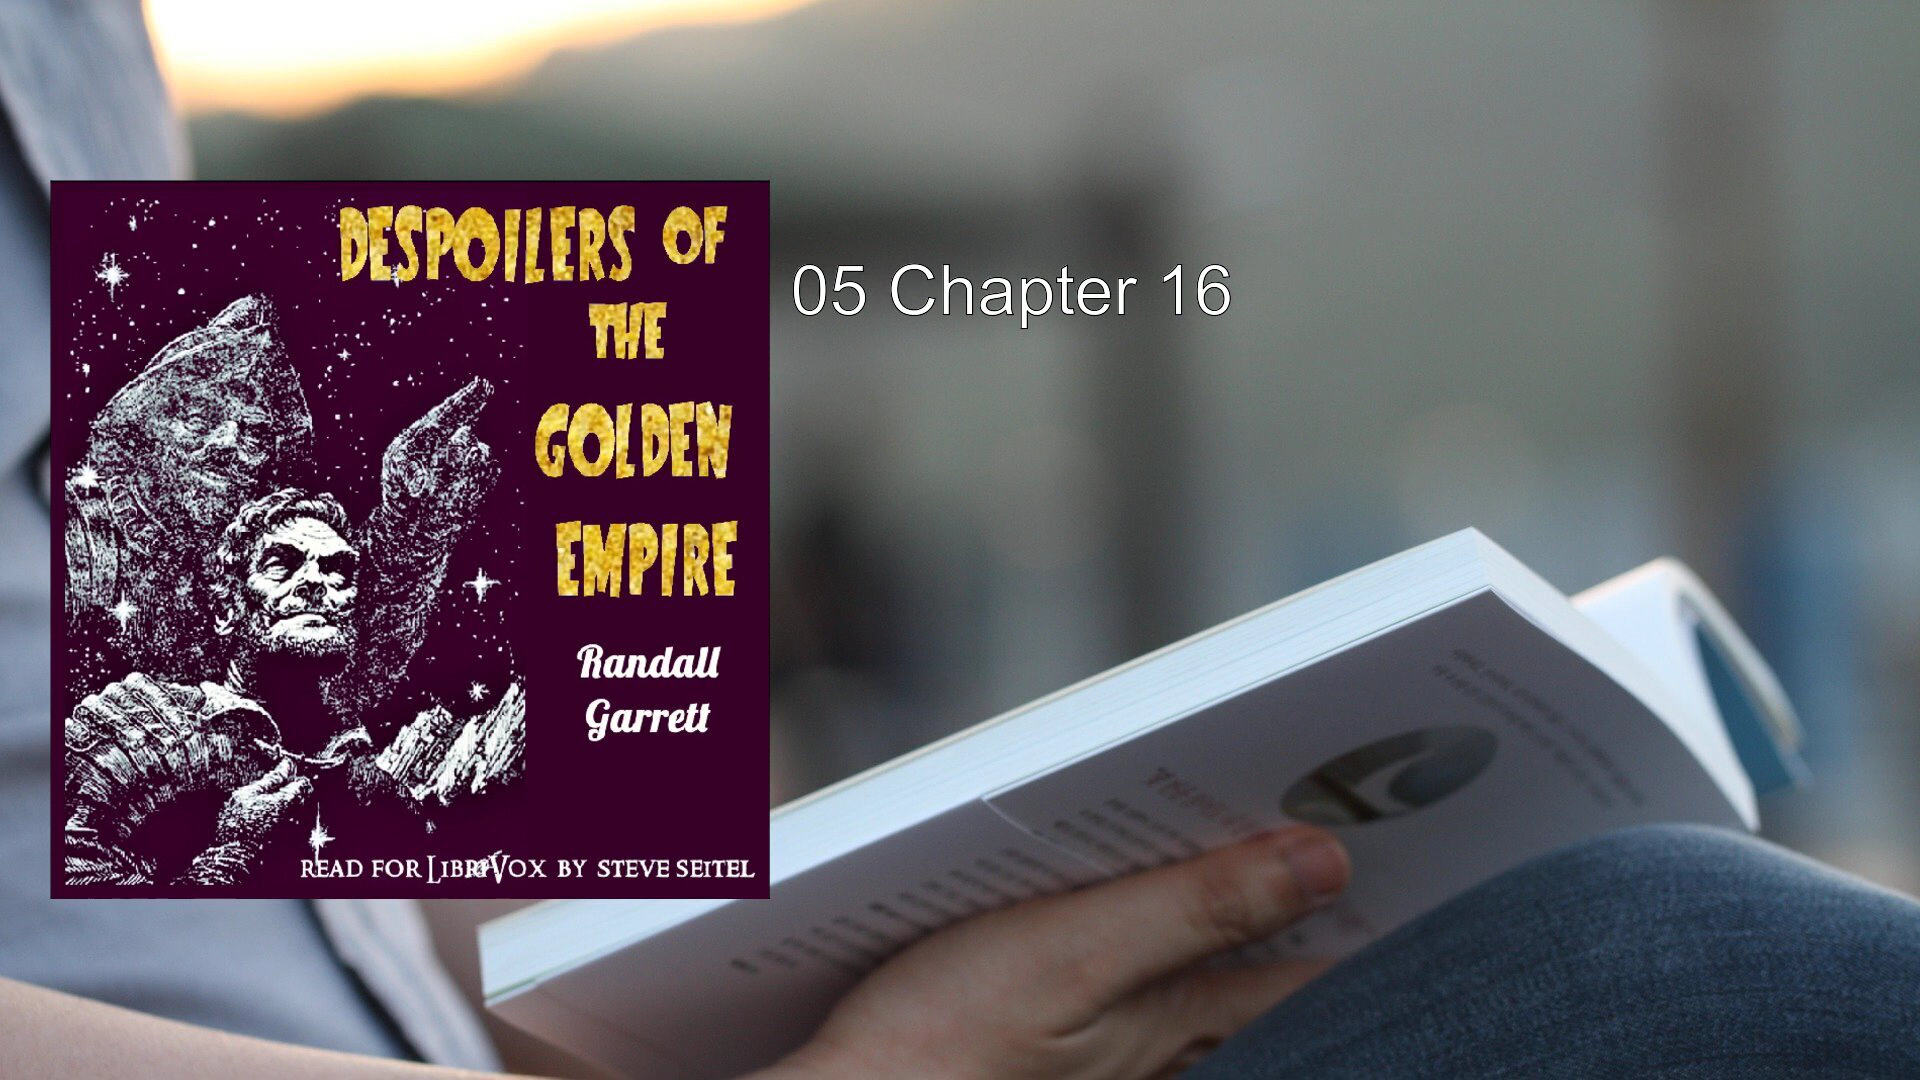 DESPOILERS OF
THE
GOLDEN
EMPIRE
Randall
Garrett
READ FOR LIBRIVOX BY STEVE SEITEL
05 Chapter 16